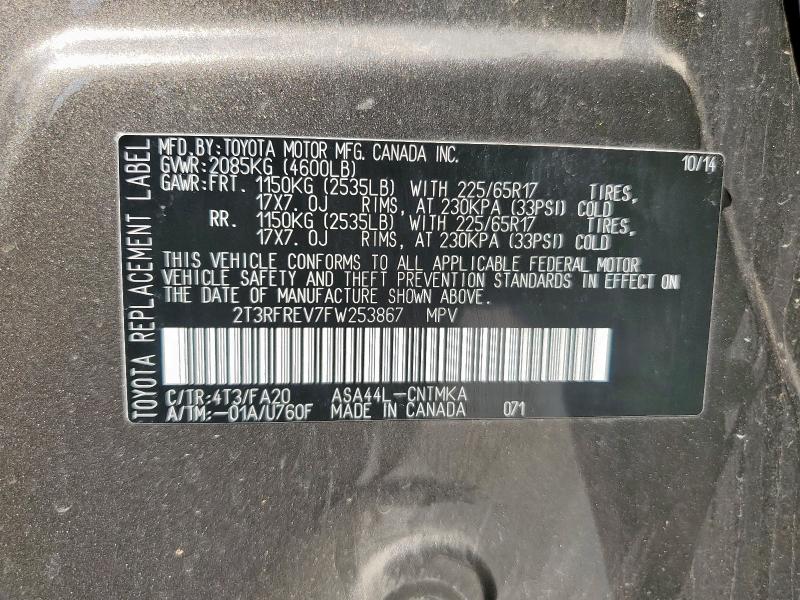 TOYOTA REPLACEMENT LABEL
MFD.BY:TOYOTA MOTOR MFG. CANADA INC. 10/14
GVWR:2085KG (4600LB)
GAWR:FRT. 1150KG (2535LB) WITH 225/65R17 TIRES,
17X7.0J RIMS, AT 230KPA (33PSI) COLD
RR. 1150KG (2535LB) WITH 225/65R17 TIRES,
17X7.0J RIMS, AT 230KPA (33PSI) COLD
THIS VEHICLE CONFORMS TO ALL APPLICABLE FEDERAL MOTOR
VEHICLE SAFETY AND THEFT PREVENTION STANDARDS IN EFFECT ON
THE DATE OF MANUFACTURE SHOWN ABOVE.
2T3RFREV7FW253867 MPV
C/TR:4T3/FA20 ASA44L-CNTMKA
A/TM:-01A/U760F MADE IN CANADA 071